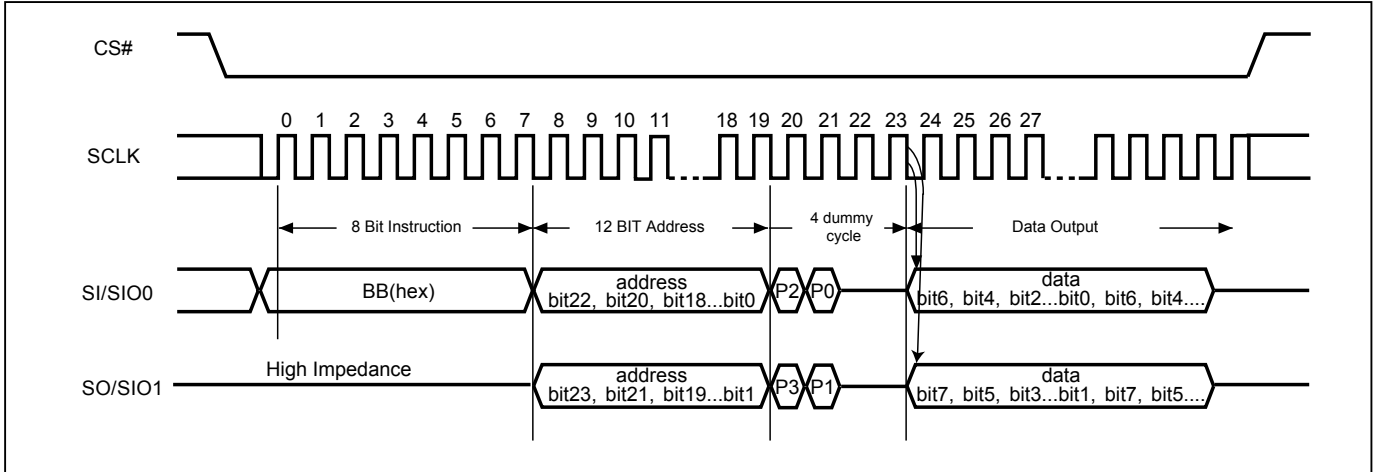 CS#
0 1 2 3 4 5 6 7 8 9 10 11 18 19 20 21 22 23 24 25 26 27
SCLK
8 Bit Instruction 12 BIT Address 4 dummy cycle Data Output
SI/SIO0 BB(hex) address P2 P0 data
bit22, bit20, bit18...bit0 bit6, bit4, bit2...bit0, bit6, bit4....
High Impedance
SO/SIO1 address P3 P1 data
bit23, bit21, bit19...bit1 bit7, bit5, bit3...bit1, bit7, bit5....